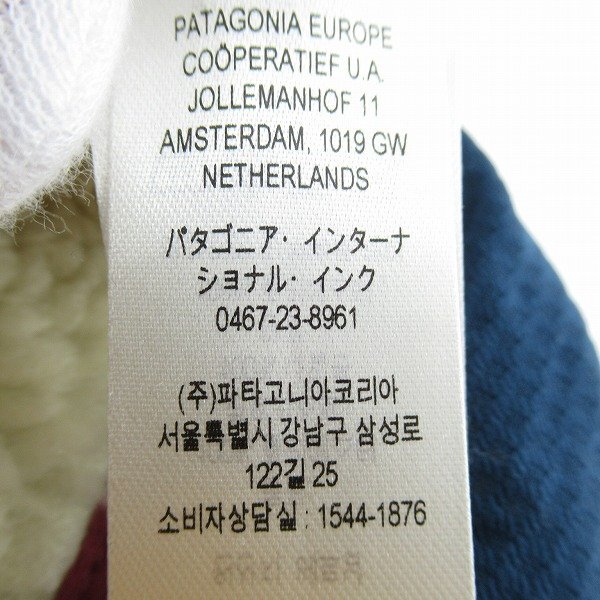 PATAGONIA EUROPE
COÖPERATIEF U.A.
JOLLEMANHOF 11
AMSTERDAM, 1019 GW
NETHERLANDS
パタゴニア・インターナ
ショナル・インク
0467-23-8961
(주)파타고니아코리아
서울특별시 강남구 삼성로
122길 25
소비자상담실 : 1544-1876